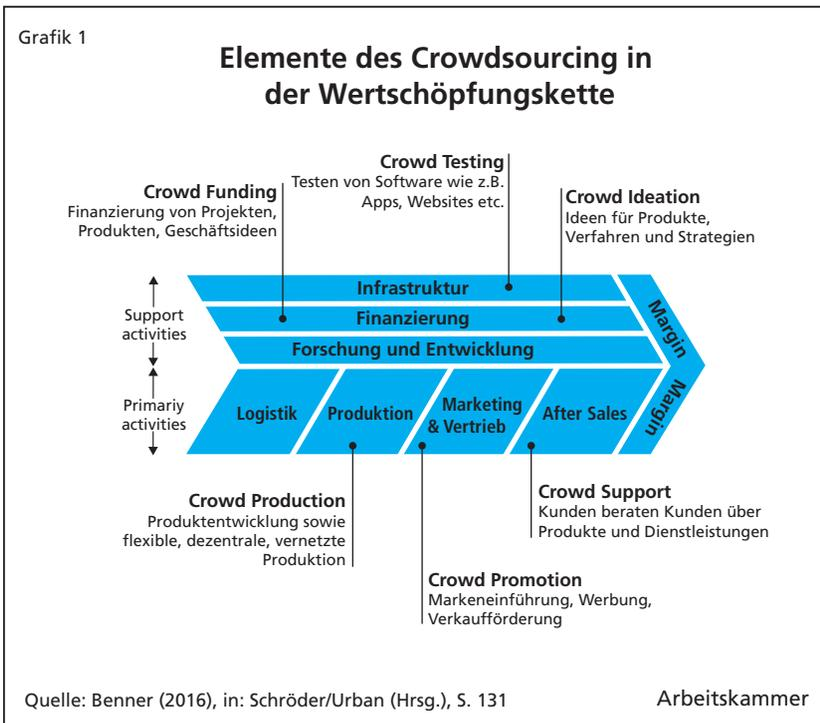 Grafik 1
Elemente des Crowdsourcing in
der Wertschöpfungskette
Crowd Testing
Testen von Software wie z.B.
Apps, Websites etc.
Crowd Funding
Finanzierung von Projekten,
Produkten, Geschäftsideen
Crowd Ideation
Ideen für Produkte,
Verfahren und Strategien
Support
activities
Infrastruktur
Finanzierung
Forschung und Entwicklung
Margin
Primariy
activities
Logistik
Produktion
Marketing
& Vertrieb
After Sales
Margin
Crowd Production
Produktentwicklung sowie
flexible, dezentrale, vernetzte
Produktion
Crowd Support
Kunden beraten Kunden über
Produkte und Dienstleistungen
Crowd Promotion
Markeneinführung, Werbung,
Verkaufförderung
Quelle: Benner (2016), in: Schröder/Urban (Hrsg.), S. 131
Arbeitskammer